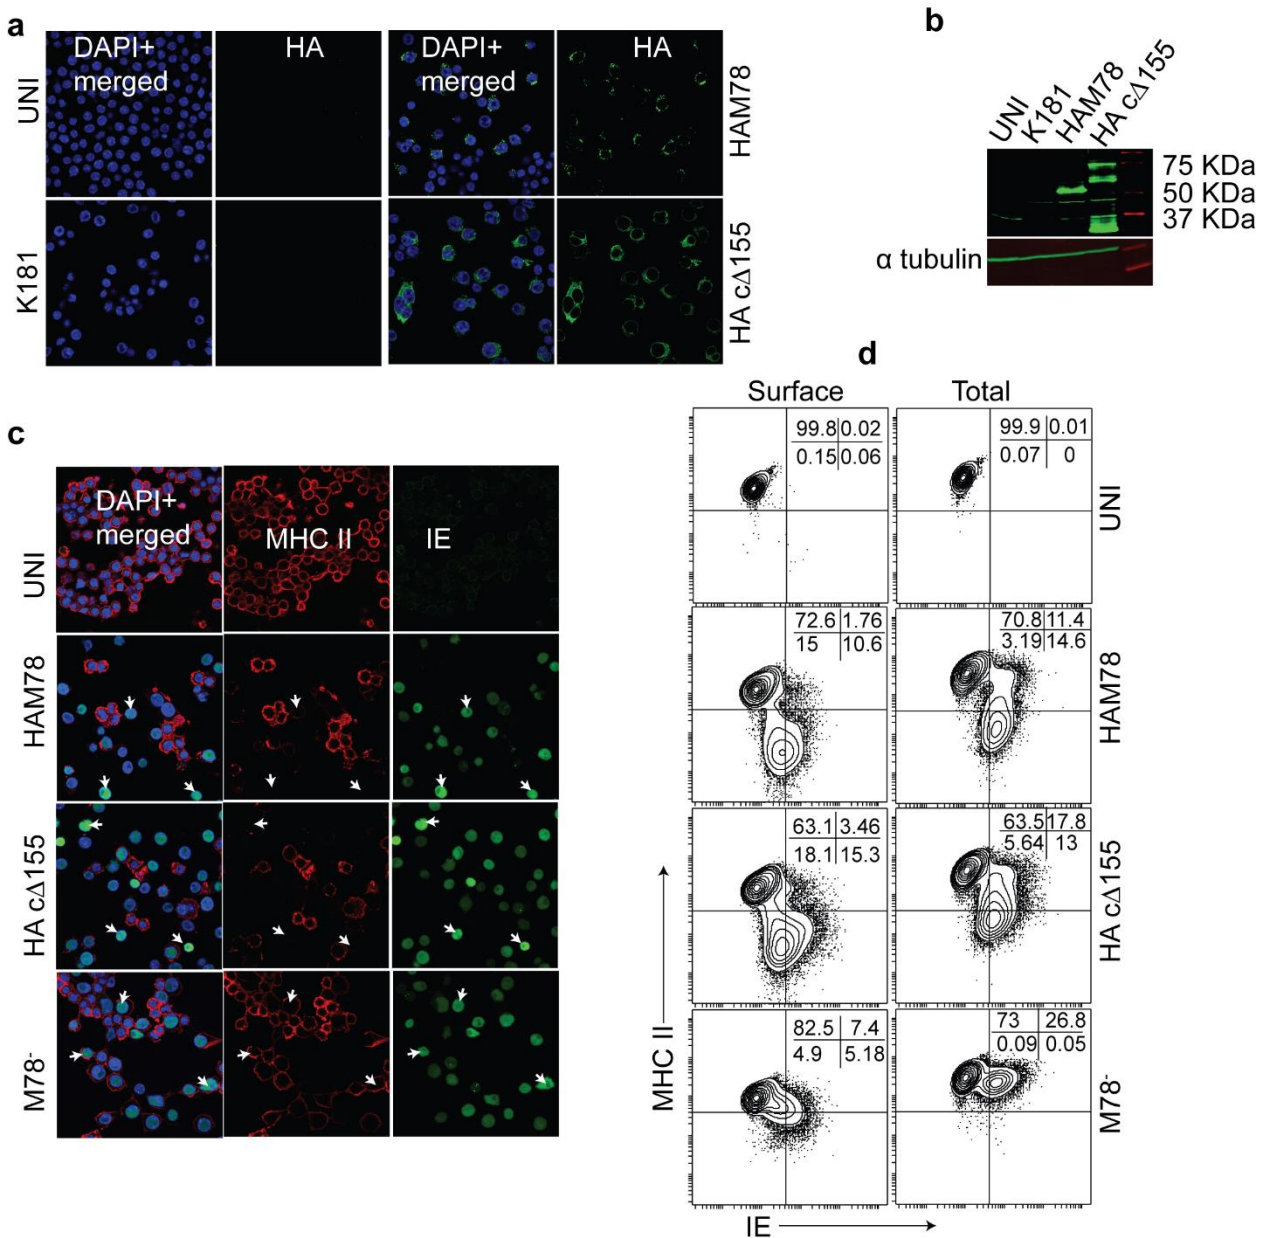 a
DAPI+
merged
HA
DAPI+
merged
HA
UNI
HAM78
K181
HA cΔ155
b
UNI
K181
HAM78
HA cΔ155
75 KDa
50 KDa
37 KDa
α tubulin
c
DAPI+
merged
MHC II
IE
UNI
HAM78
HA cΔ155
M78-
d
Surface
Total
99.8 0.02
0.15 0.06
99.9 0.01
0.07 0
UNI
72.6 1.76
15 10.6
70.8 11.4
3.19 14.6
HAM78
63.1 3.46
18.1 15.3
63.5 17.8
5.64 13
HA cΔ155
82.5 7.4
4.9 5.18
73 26.8
0.09 0.05
M78-
MHC II
IE